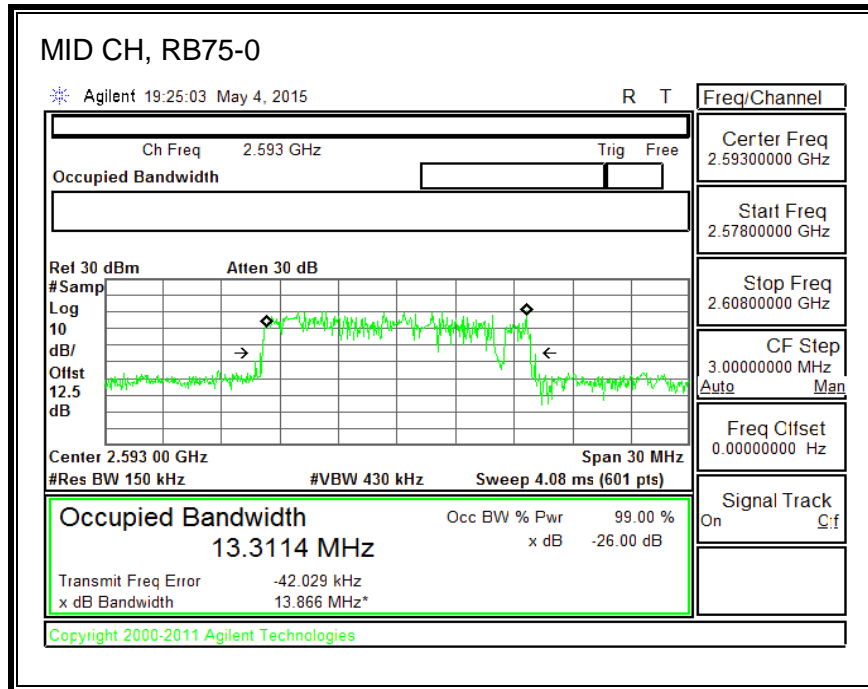 MID CH, RB75-0
Agilent 19:25:03 May 4, 2015 R T
Freq/Channel
Ch Freq 2.593 GHz Trig Free
Occupied Bandwidth
Center Freq
2.59300000 GHz
Start Freq
2.57800000 GHz
Stop Freq
2.60800000 GHz
CF Step
3.00000000 MHz
Auto Man
Freq Offset
0.00000000 Hz
Signal Track
On Off
Ref 30 dBm Atten 30 dB
#Samp
Log
10
dB/
Offst
12.5
dB
Center 2.593 00 GHz Span 30 MHz
#Res BW 150 kHz #VBW 430 kHz Sweep 4.08 ms (601 pts)
Occupied Bandwidth
13.3114 MHz
Occ BW % Pwr 99.00 %
x dB -26.00 dB
Transmit Freq Error -42.029 kHz
x dB Bandwidth 13.866 MHz*
Copyright 2000-2011 Agilent Technologies